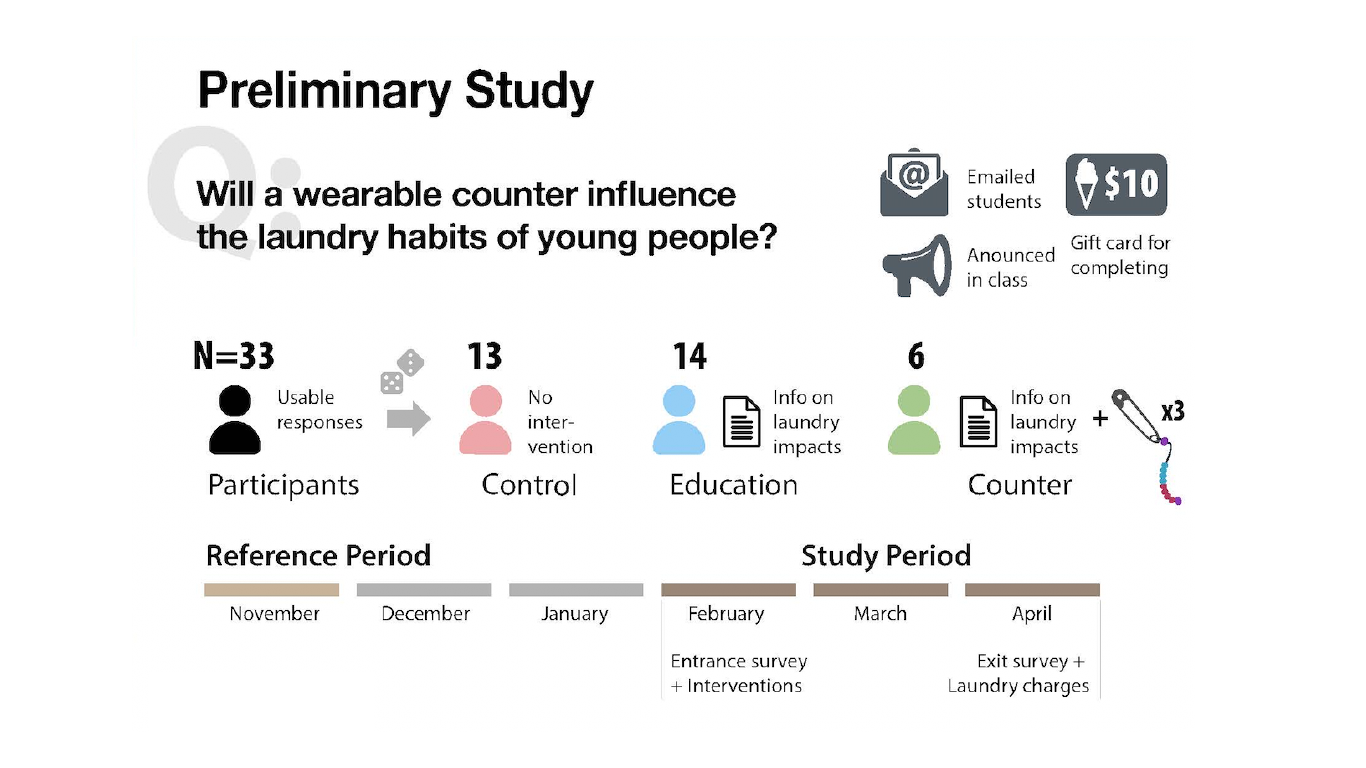 Preliminary Study
Q:
Will a wearable counter influence
the laundry habits of young people?
Emailed
students
$10
Anounced
in class
Gift card for
completing
N=33
Usable
responses
Participants
13
No
inter-
vention
Control
14
Info on
laundry
impacts
Education
6
Info on
laundry
impacts
+
x3
Counter
Reference Period
Study Period
November
December
January
February
March
April
Entrance survey
+ Interventions
Exit survey +
Laundry charges